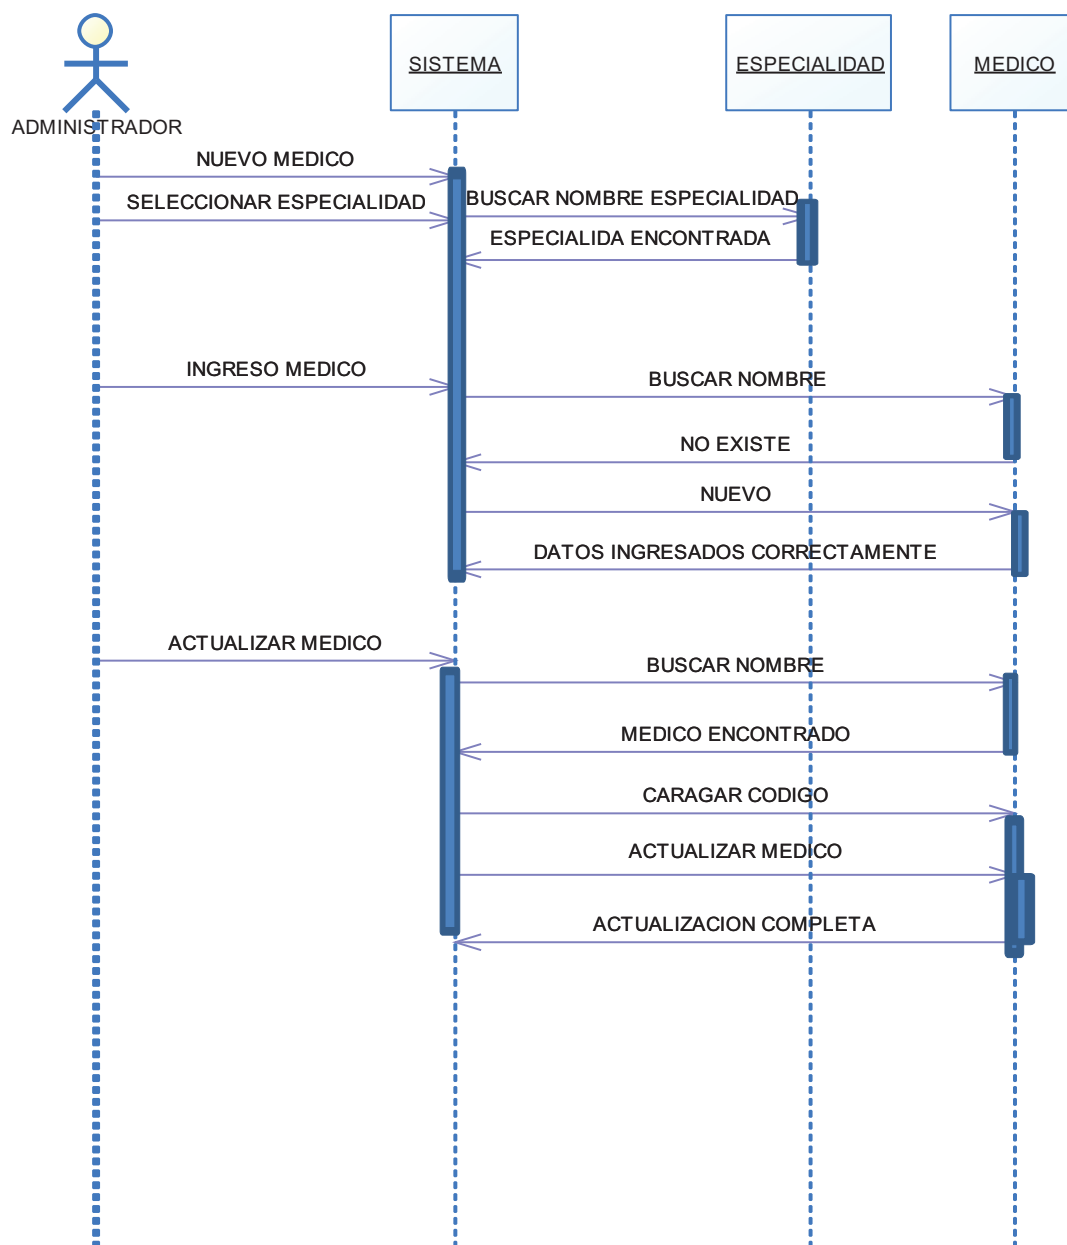 SISTEMA
ESPECIALIDAD
MEDICO
ADMINISTRADOR
NUEVO MEDICO
SELECCIONAR ESPECIALIDAD
BUSCAR NOMBRE ESPECIALIDAD
ESPECIALIDA ENCONTRADA
INGRESO MEDICO
BUSCAR NOMBRE
NO EXISTE
NUEVO
DATOS INGRESADOS CORRECTAMENTE
ACTUALIZAR MEDICO
BUSCAR NOMBRE
MEDICO ENCONTRADO
CARAGAR CODIGO
ACTUALIZAR MEDICO
ACTUALIZACION COMPLETA